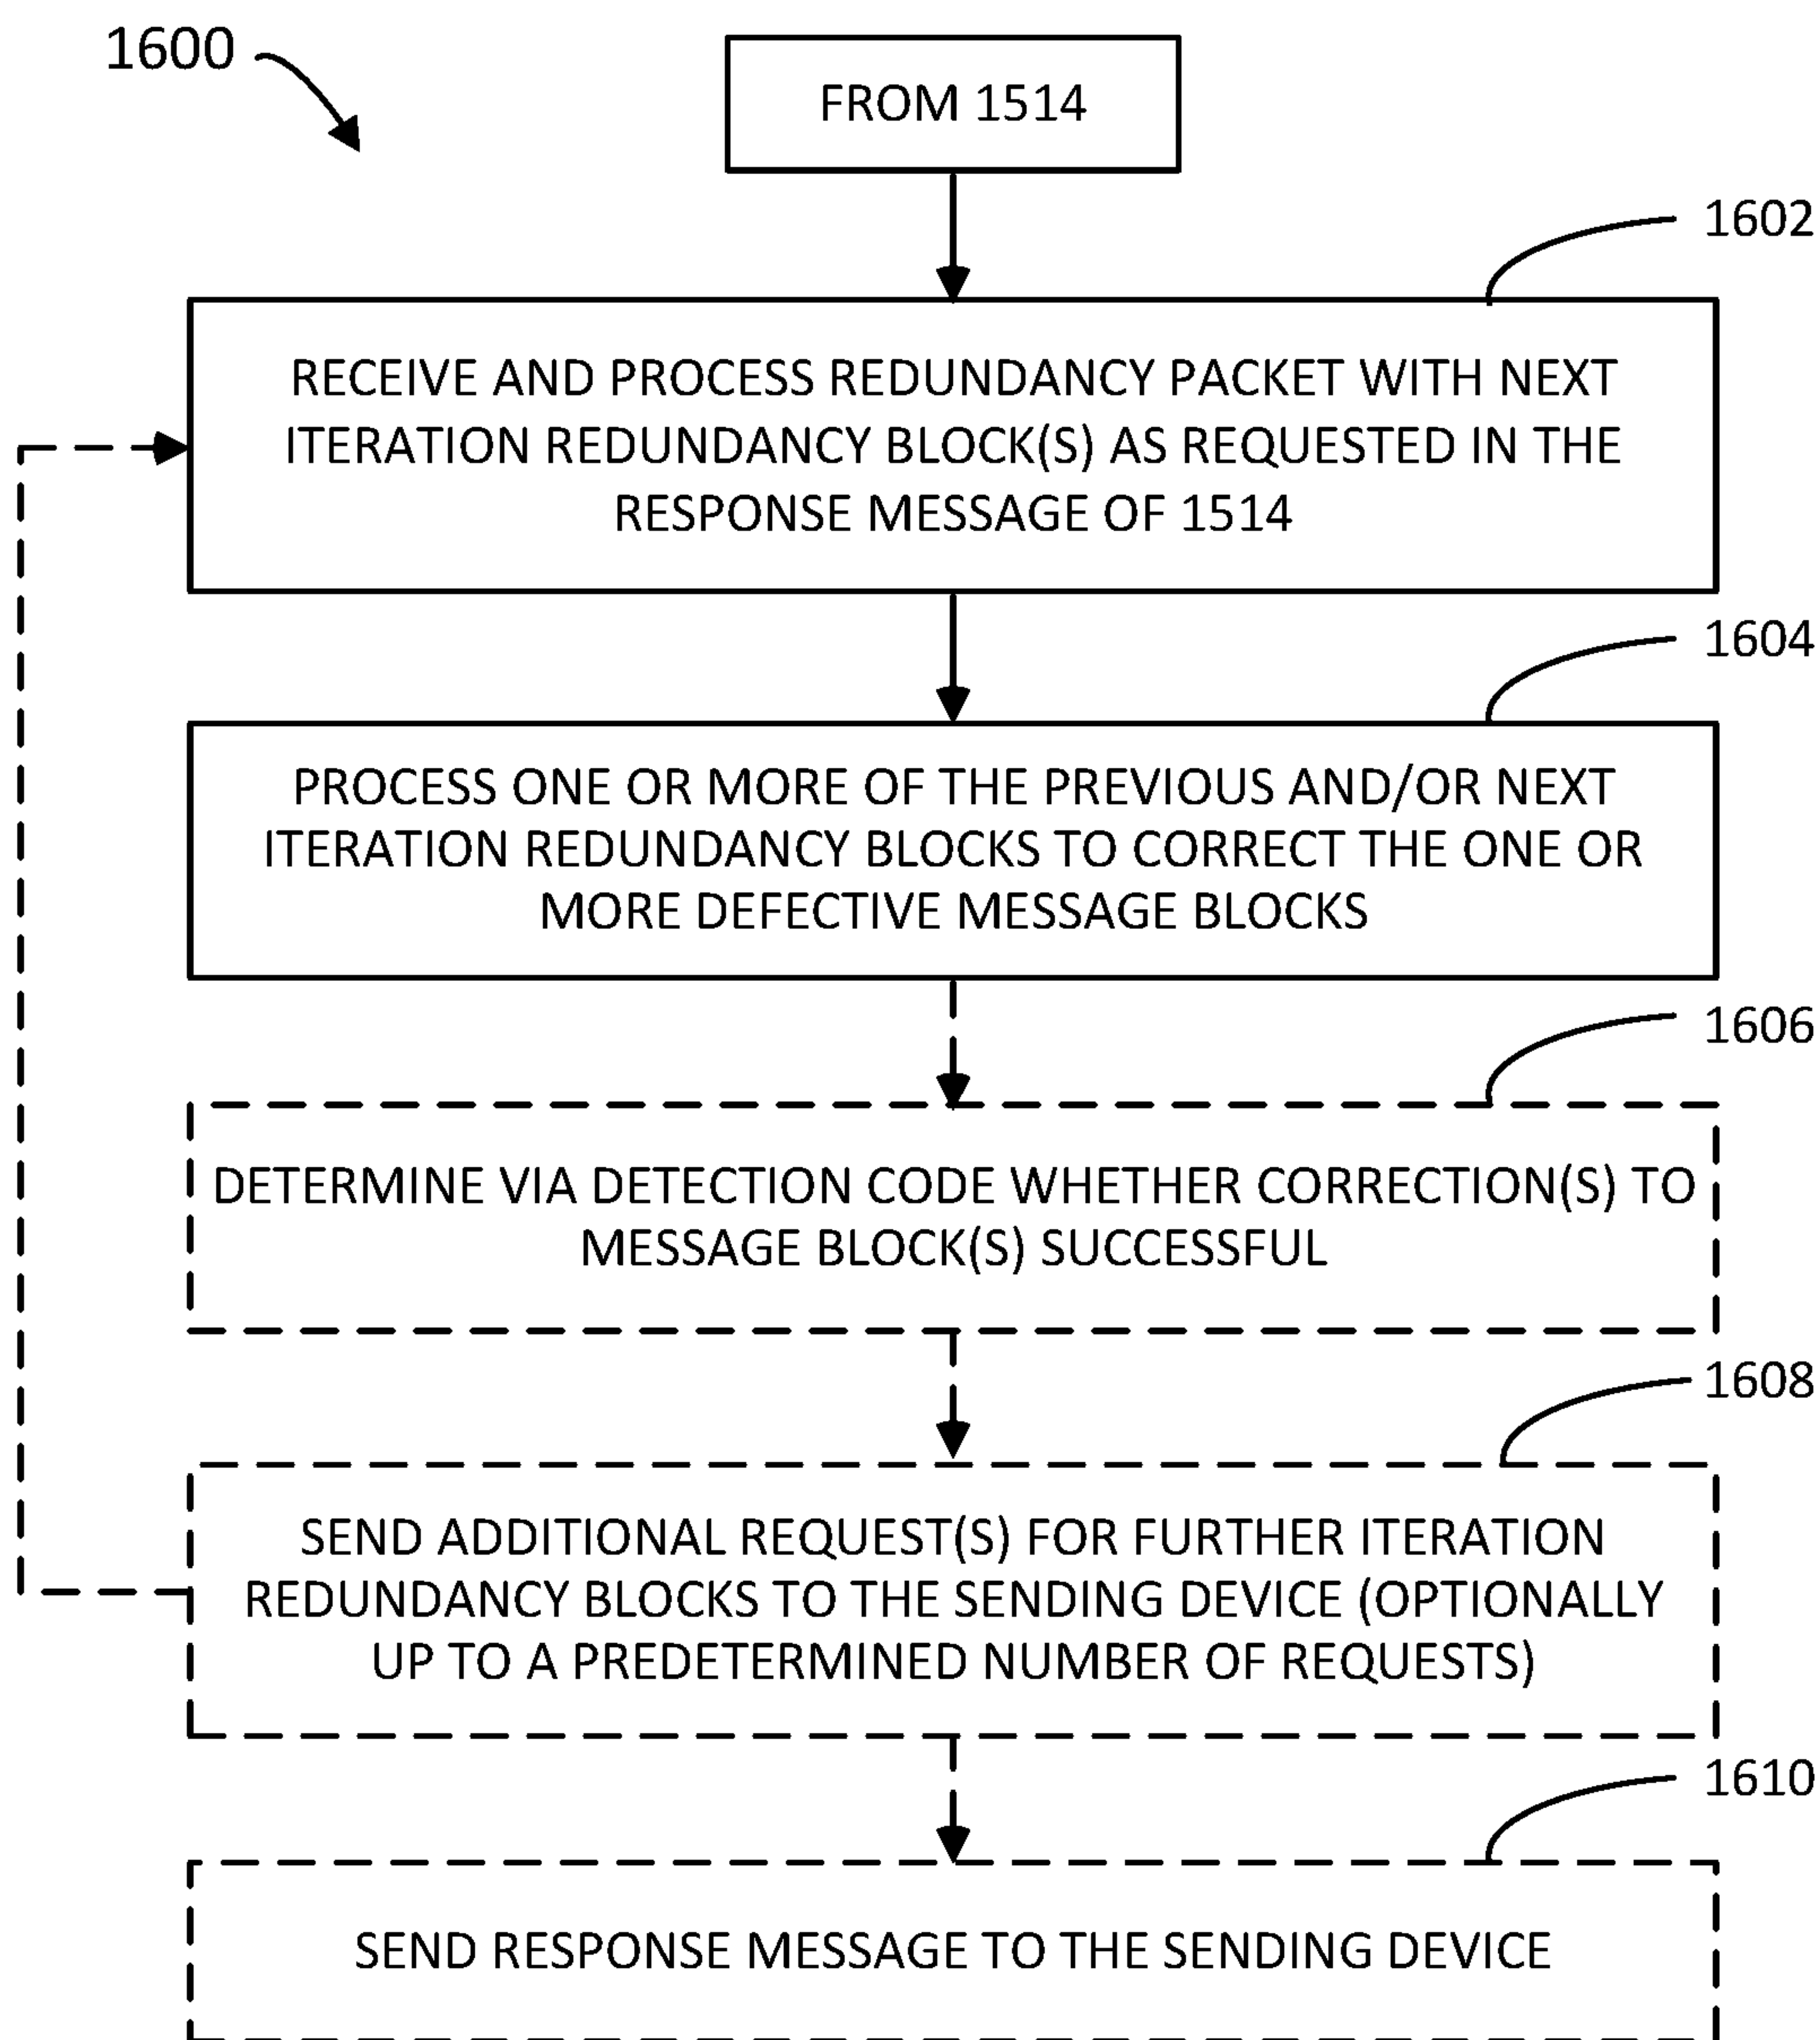 1600
FROM 1514
1602
RECEIVE AND PROCESS REDUNDANCY PACKET WITH NEXT
ITERATION REDUNDANCY BLOCK(S) AS REQUESTED IN THE
RESPONSE MESSAGE OF 1514
1604
PROCESS ONE OR MORE OF THE PREVIOUS AND/OR NEXT
ITERATION REDUNDANCY BLOCKS TO CORRECT THE ONE OR
MORE DEFECTIVE MESSAGE BLOCKS
1606
DETERMINE VIA DETECTION CODE WHETHER CORRECTION(S) TO
MESSAGE BLOCK(S) SUCCESSFUL
1608
SEND ADDITIONAL REQUEST(S) FOR FURTHER ITERATION
REDUNDANCY BLOCKS TO THE SENDING DEVICE (OPTIONALLY
UP TO A PREDETERMINED NUMBER OF REQUESTS)
1610
SEND RESPONSE MESSAGE TO THE SENDING DEVICE